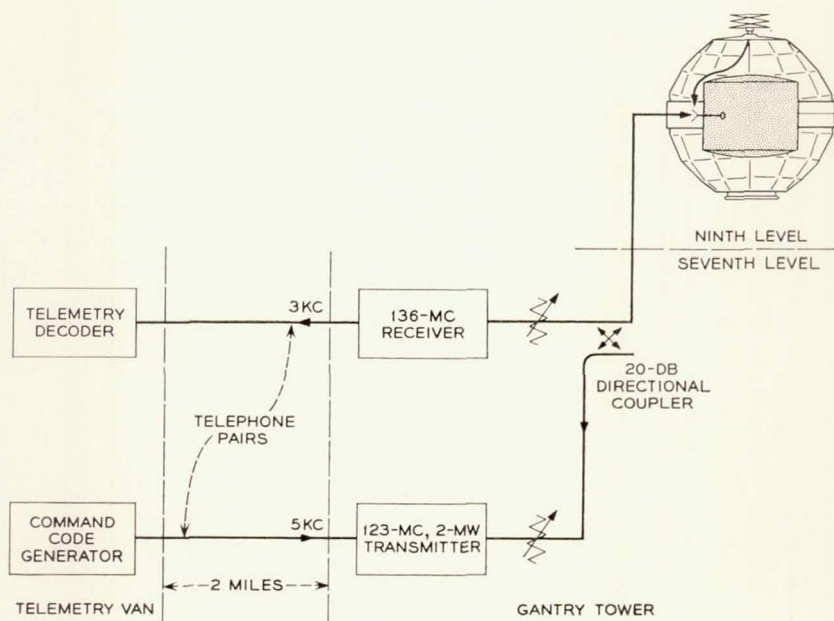 NINTH LEVEL
SEVENTH LEVEL
TELEMETRY
DECODER
3KC
136-MC
RECEIVER
20-DB
DIRECTIONAL
COUPLER
TELEPHONE
PAIRS
COMMAND
CODE
GENERATOR
5KC
123-MC, 2-MW
TRANSMITTER
2 MILES
TELEMETRY VAN
GANTRY TOWER